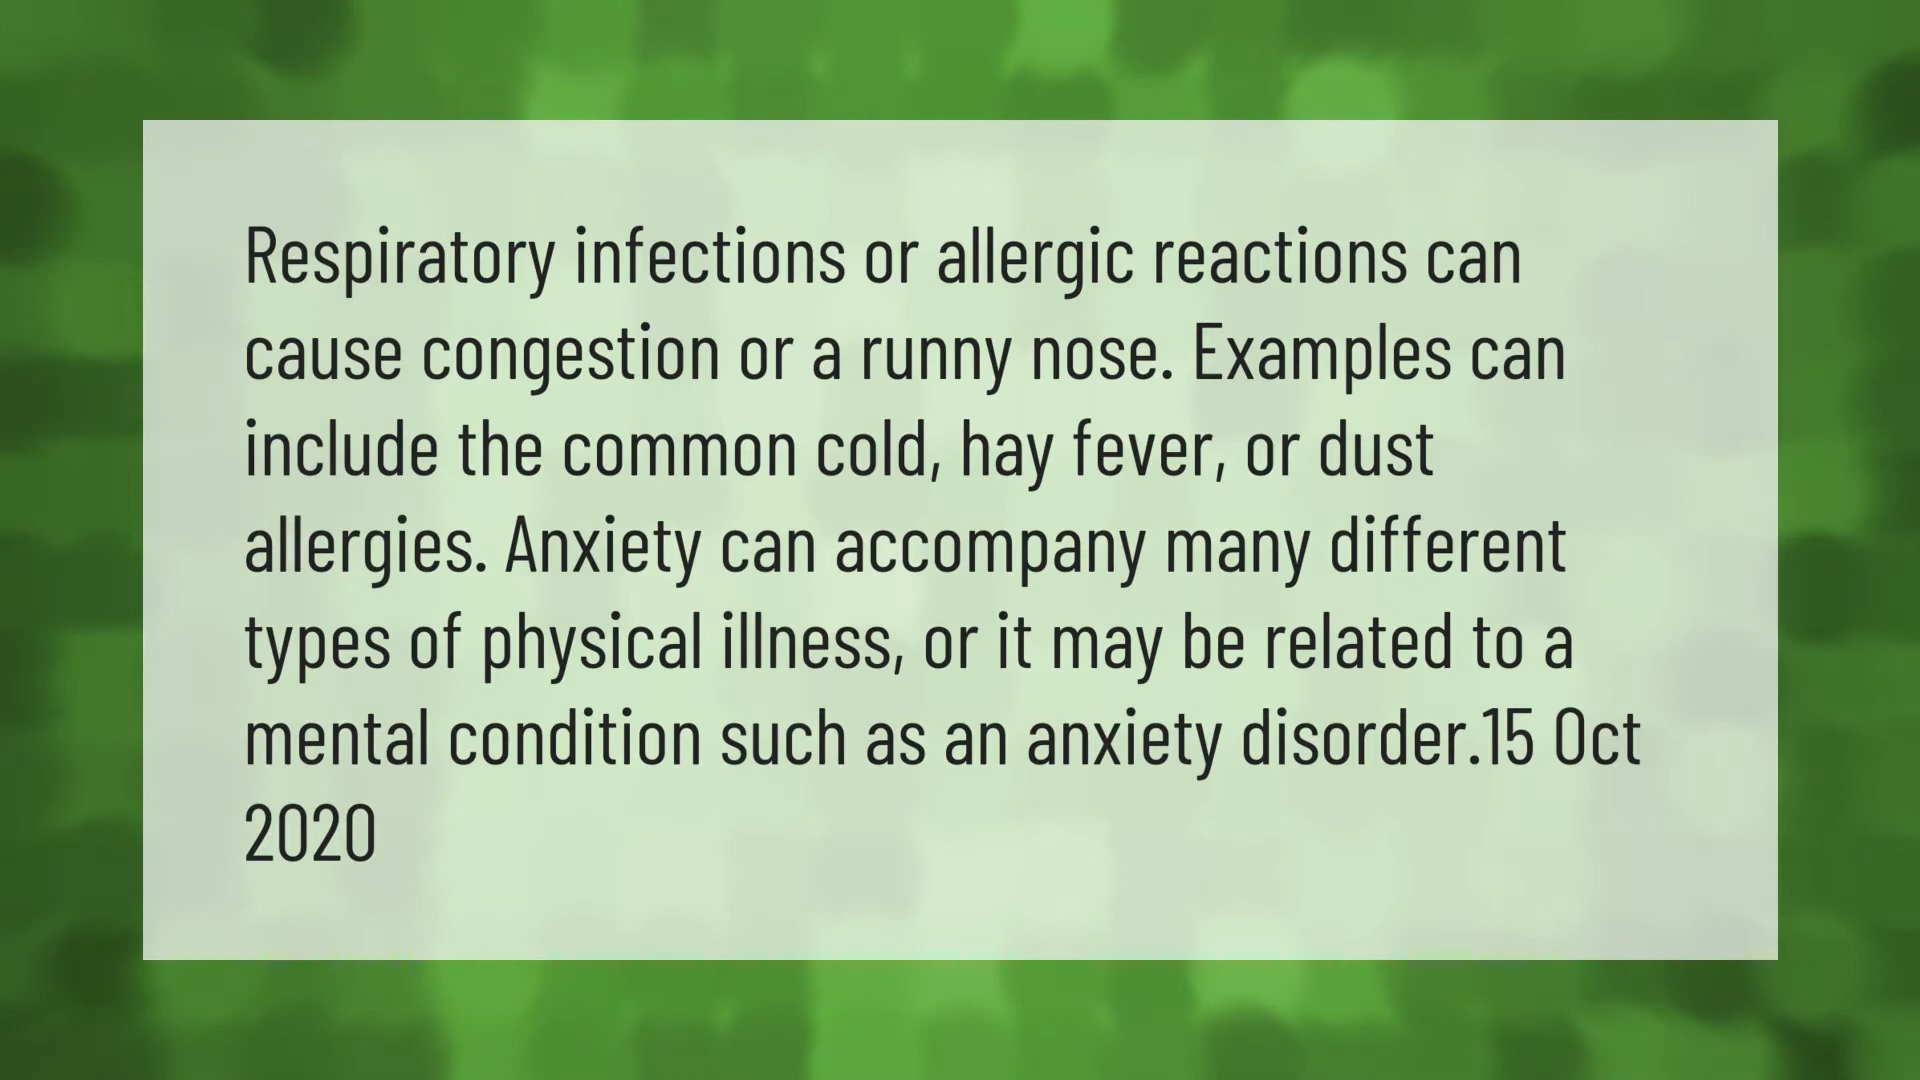 Respiratory infections or allergic reactions can
cause congestion or a runny nose. Examples can
include the common cold, hay fever, or dust
allergies. Anxiety can accompany many different
types of physical illness, or it may be related to a
mental condition such as an anxiety disorder.15 Oct
2020